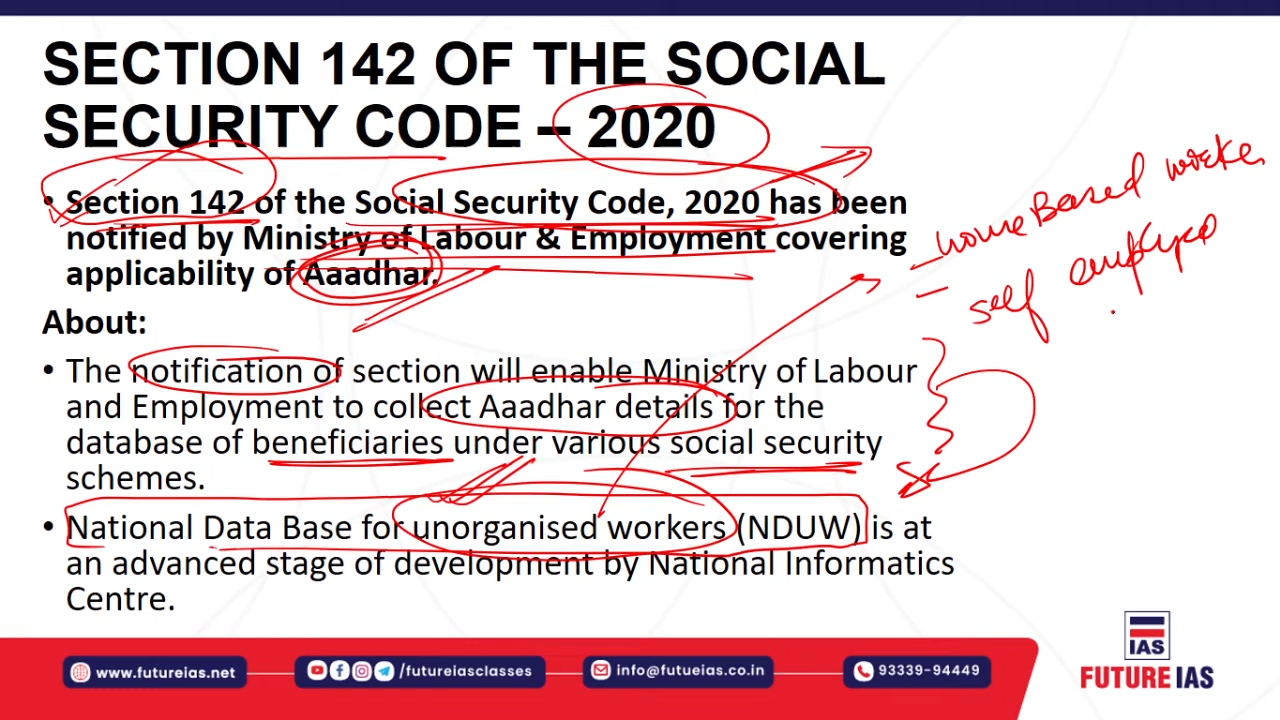 SECTION 142 OF THE SOCIAL
SECURITY CODE – 2020
• Section 142 of the Social Security Code, 2020 has been
notified by Ministry of Labour & Employment covering
applicability of Aaadhar.
About:
• The notification of section will enable Ministry of Labour
and Employment to collect Aaadhar details for the
database of beneficiaries under various social security
schemes.
• National Data Base for unorganised workers (NDUW) is at
an advanced stage of development by National Informatics
Centre.
- home Based worke
- self employed
www.futureias.net
/futureiasclasses
info@futueias.co.in
93339-94449
IAS
FUTURE IAS